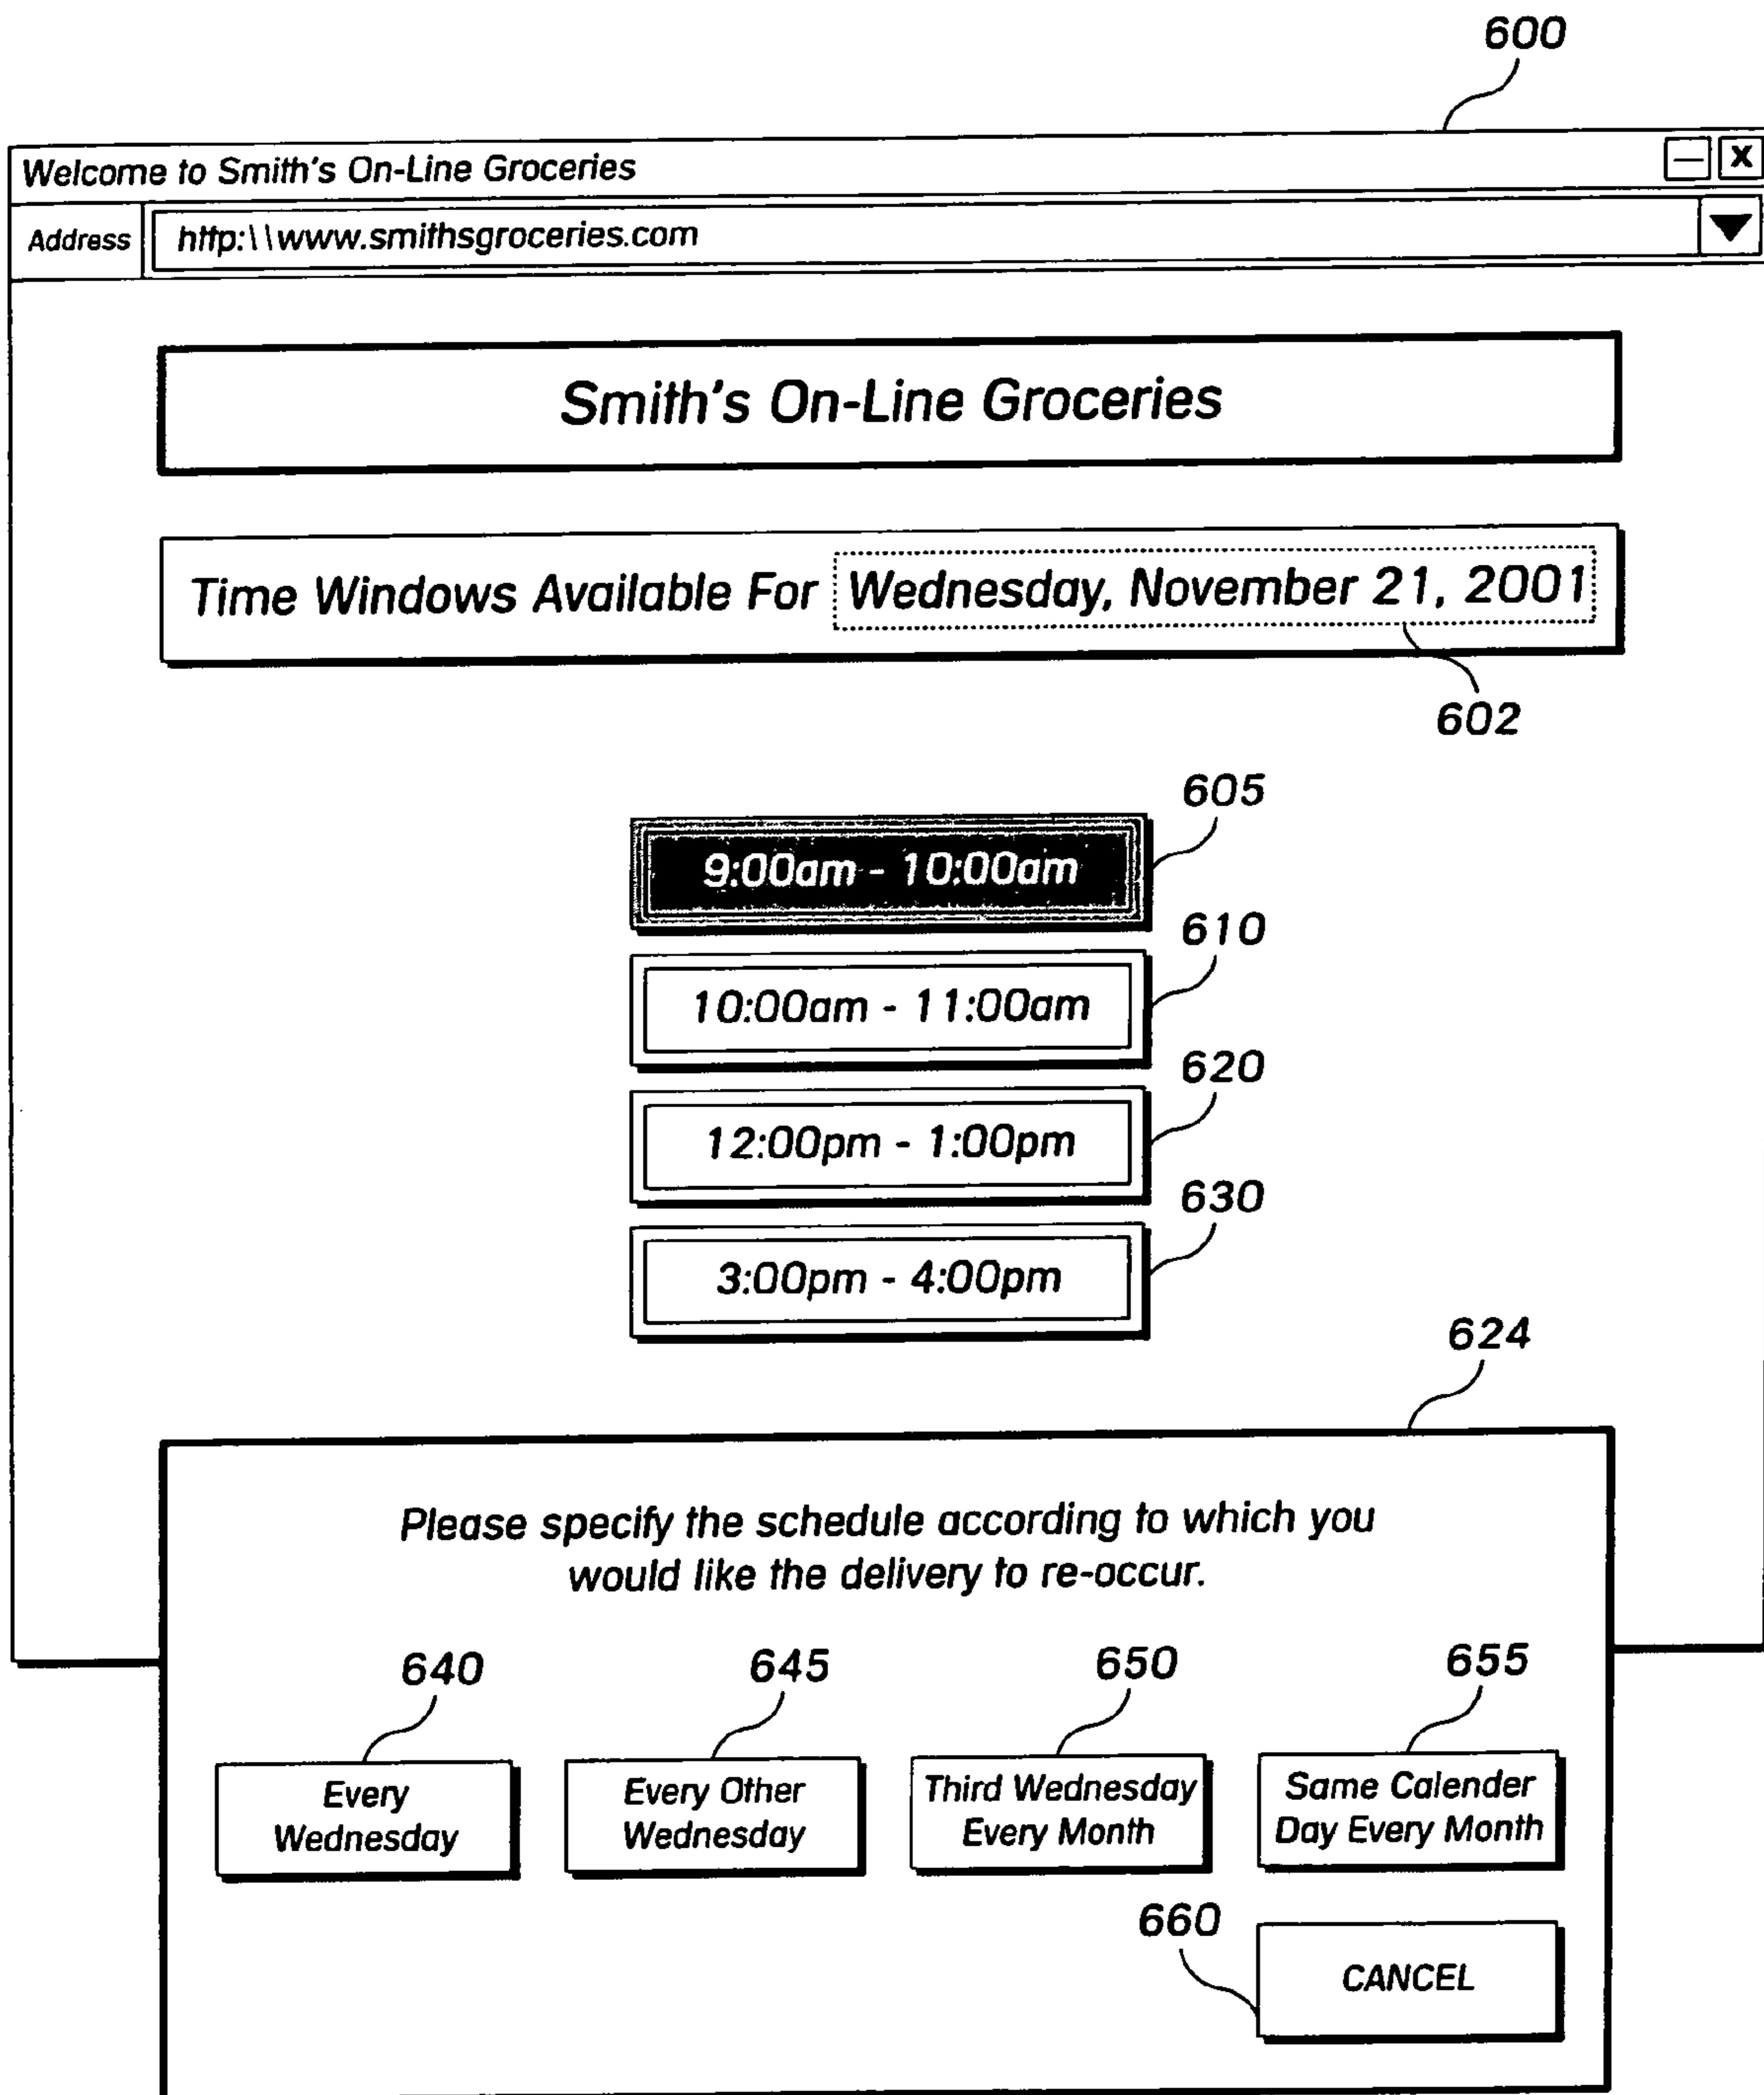 600
Welcome to Smith's On-Line Groceries
— X
Address http:\\www.smithsgroceries.com
Smith's On-Line Groceries
Time Windows Available For Wednesday, November 21, 2001
602
605
9:00am - 10:00am
610
10:00am - 11:00am
620
12:00pm - 1:00pm
630
3:00pm - 4:00pm
624
Please specify the schedule according to which you
would like the delivery to re-occur.
640 645 650 655
Every
Wednesday
Every Other
Wednesday
Third Wednesday
Every Month
Same Calender
Day Every Month
660
CANCEL